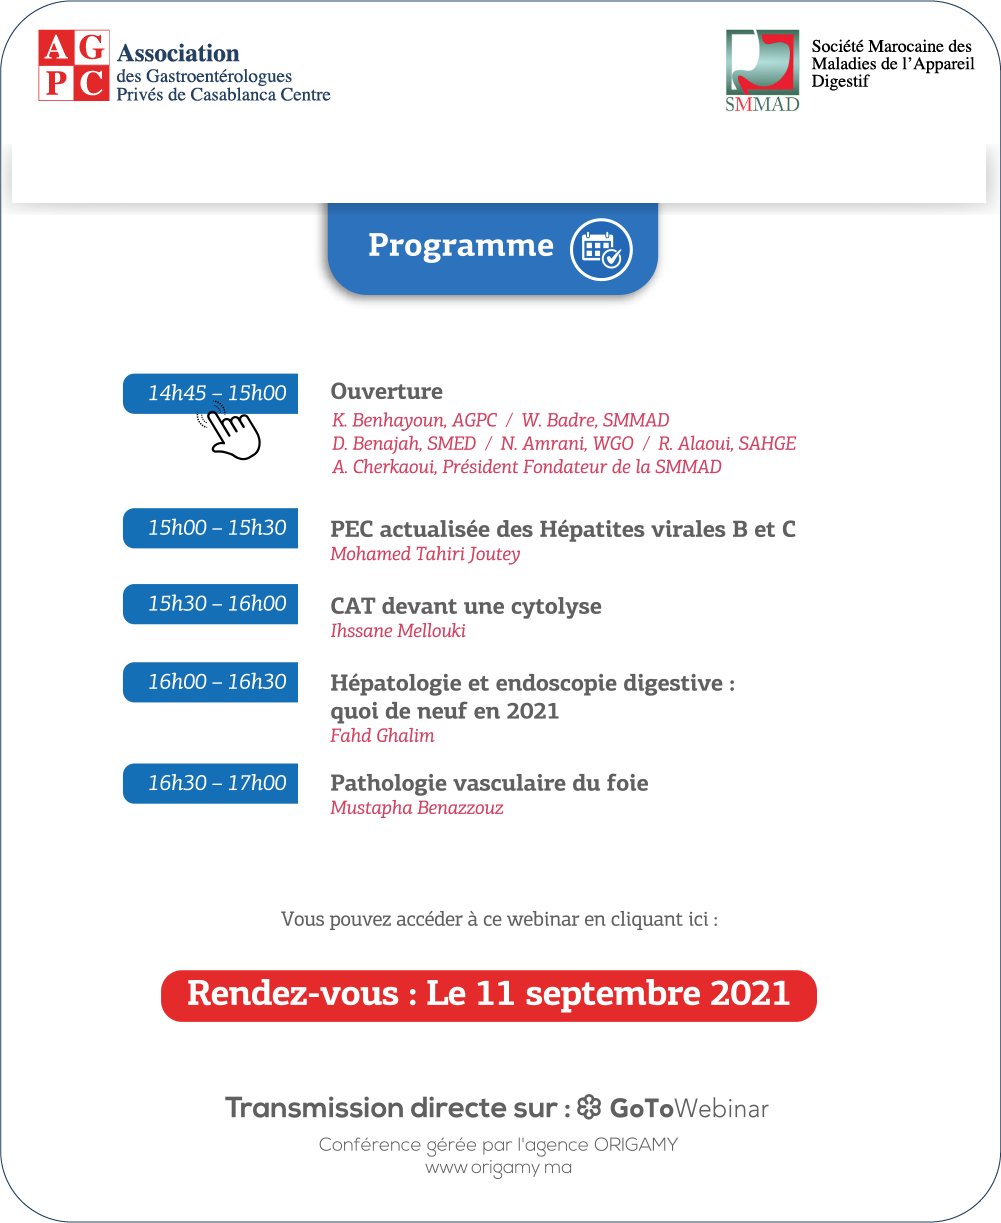 AG
PC
Association
des Gastroentérologues
Privés de Casablanca Centre
SMMAD
Société Marocaine des
Maladies de l'Appareil
Digestif
Programme
14h45 – 15h00
Ouverture
K. Benhayoun, AGPC / W. Badre, SMMAD
D. Benajah, SMED / N. Amrani, WGO / R. Alaoui, SAHGE
A. Cherkaoui, Président Fondateur de la SMMAD
15h00 – 15h30
PEC actualisée des Hépatites virales B et C
Mohamed Tahiri Joutey
15h30 – 16h00
CAT devant une cytolyse
Ihssane Mellouki
16h00 – 16h30
Hépatologie et endoscopie digestive :
quoi de neuf en 2021
Fahd Ghalim
16h30 – 17h00
Pathologie vasculaire du foie
Mustapha Benazzouz
Vous pouvez accéder à ce webinar en cliquant ici :
Rendez-vous : Le 11 septembre 2021
Transmission directe sur : GoToWebinar
Conférence gérée par l'agence ORIGAMY
www origamy ma